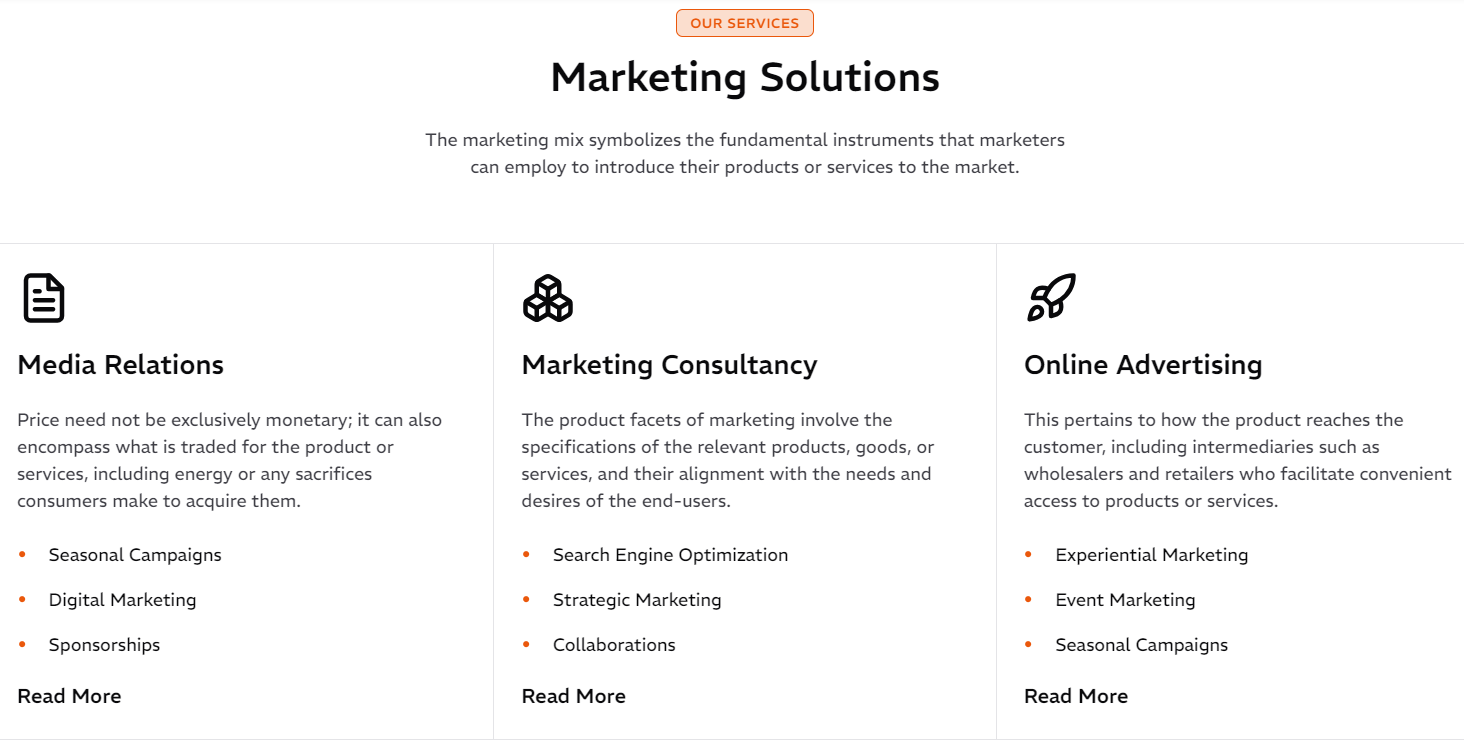 OUR SERVICES
Marketing Solutions
The marketing mix symbolizes the fundamental instruments that marketers
can employ to introduce their products or services to the market.
Media Relations
Price need not be exclusively monetary; it can also
encompass what is traded for the product or
services, including energy or any sacrifices
consumers make to acquire them.
Seasonal Campaigns
Digital Marketing
Sponsorships
Read More
Marketing Consultancy
The product facets of marketing involve the
specifications of the relevant products, goods, or
services, and their alignment with the needs and
desires of the end-users.
Search Engine Optimization
Strategic Marketing
Collaborations
Read More
Online Advertising
This pertains to how the product reaches the
customer, including intermediaries such as
wholesalers and retailers who facilitate convenient
access to products or services.
Experiential Marketing
Event Marketing
Seasonal Campaigns
Read More